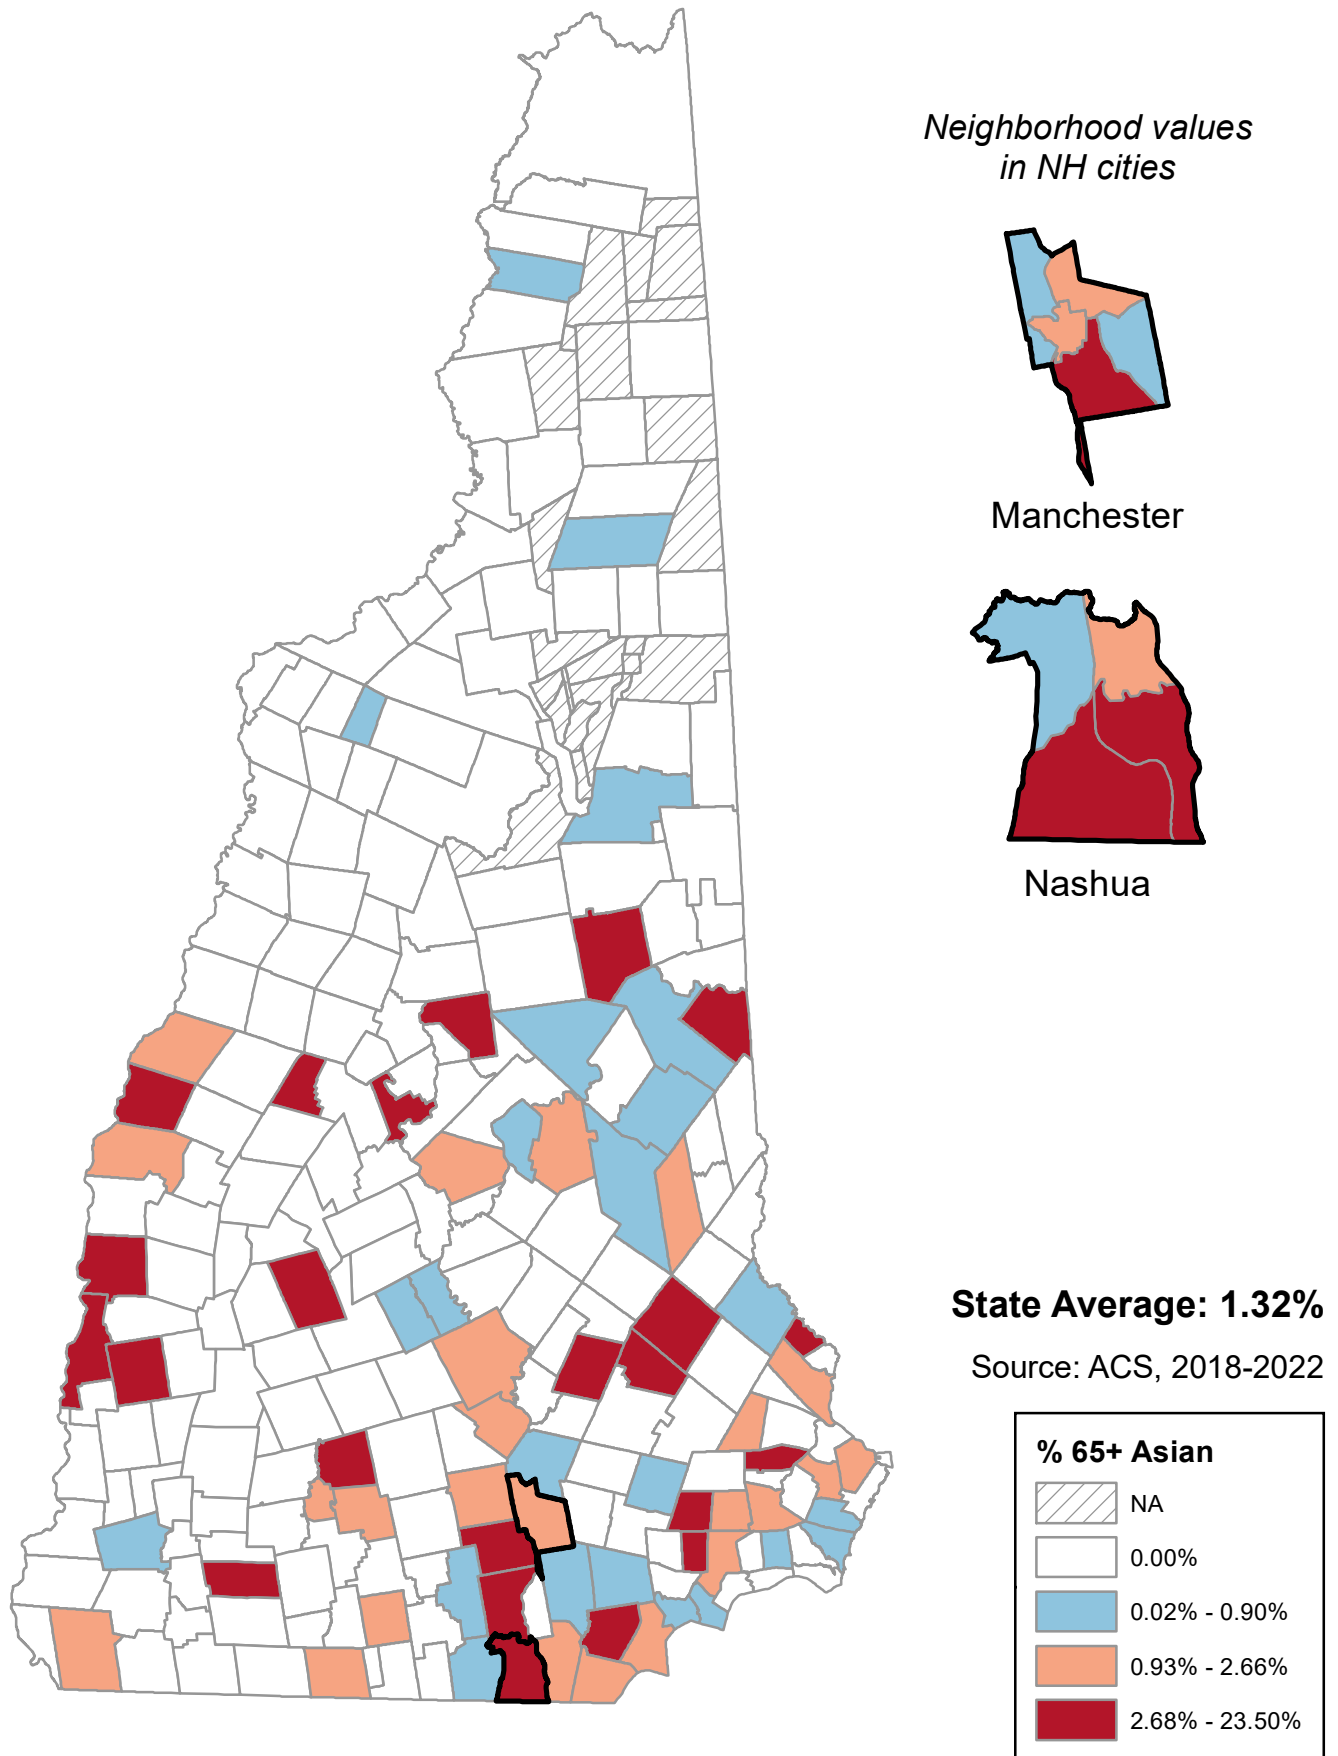 Neighborhood values
in NH cities
Manchester
Nashua
State Average: 1.32%
Source: ACS, 2018-2022
% 65+ Asian
NA
0.00%
0.02% - 0.90%
0.93% - 2.66%
2.68% - 23.50%